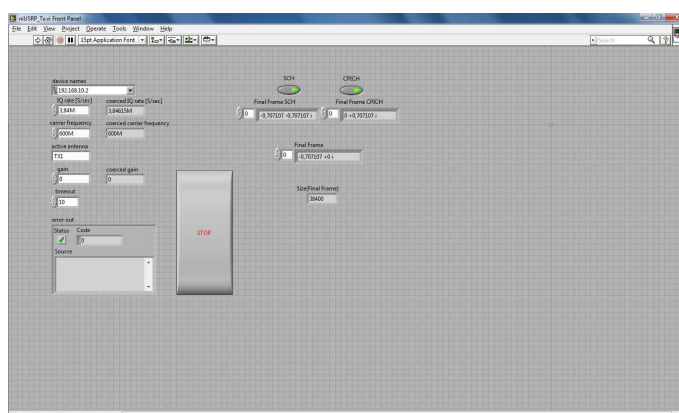 niUSRP_Tx.vi Front Panel
File Edit View Project Operate Tools Window Help
15pt Application Font
Search
device names
192.168.10.2
IQ rate [S/sec] coerced IQ rate [S/sec]
3,84M 3,84615M
carrier frequency coerced carrier frequency
600M 600M
active antenna
TX1
gain coerced gain
0 0
timeout
10
error out
Status Code
0
Source
STOP
SCH CPICH
Final Frame SCH Final Frame CPICH
0 -0,707107 -0,707107 i 0 0 +0,707107 i
Final Frame
0 -0,707107 +0 i
Size(Final Frame)
38400